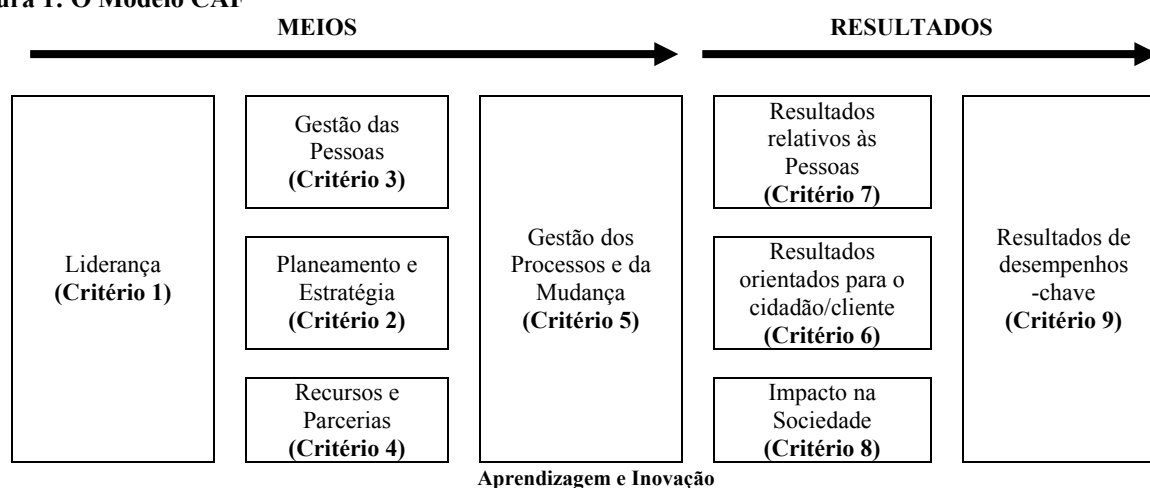 O Modelo CAF
MEIOS
RESULTADOS
Liderança
(Critério 1)
Gestão das
Pessoas
(Critério 3)
Planeamento e
Estratégia
(Critério 2)
Recursos e
Parcerias
(Critério 4)
Gestão dos
Processos e da
Mudança
(Critério 5)
Resultados
relativos às
Pessoas
(Critério 7)
Resultados
orientados para o
cidadão/cliente
(Critério 6)
Impacto na
Sociedade
(Critério 8)
Resultados de
desempenhos
-chave
(Critério 9)
Aprendizagem e Inovação